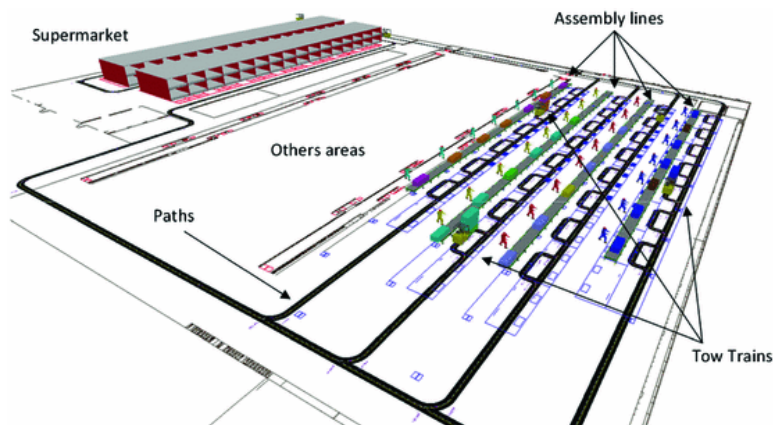 Assembly lines
Supermarket
Others areas
Paths
Tow Trains